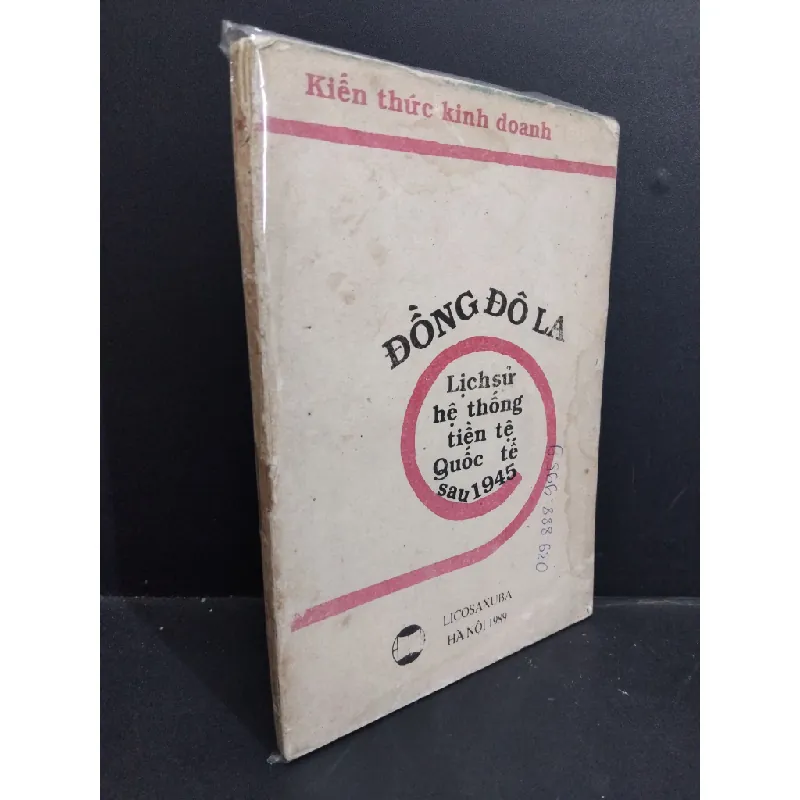 Kiến thức kinh doanh
ĐỒNG ĐÔ LA
Lịch sử
hệ thống
tiền tệ
Quốc tế
sau 1945
LICOSAXUBA
HÀ NỘI 1989